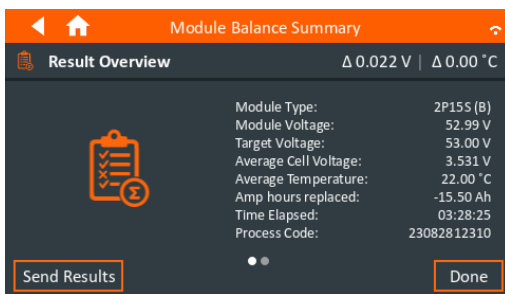 Module Balance Summary
Result Overview Δ 0.022 V | Δ 0.00 ˚C
Module Type: 2P15S (B)
Module Voltage: 52.99 V
Target Voltage: 53.00 V
Average Cell Voltage: 3.531 V
Average Temperature: 22.00 ˚C
Amp hours replaced: -15.50 Ah
Time Elapsed: 03:28:25
Process Code: 23082812310
Send Results Done